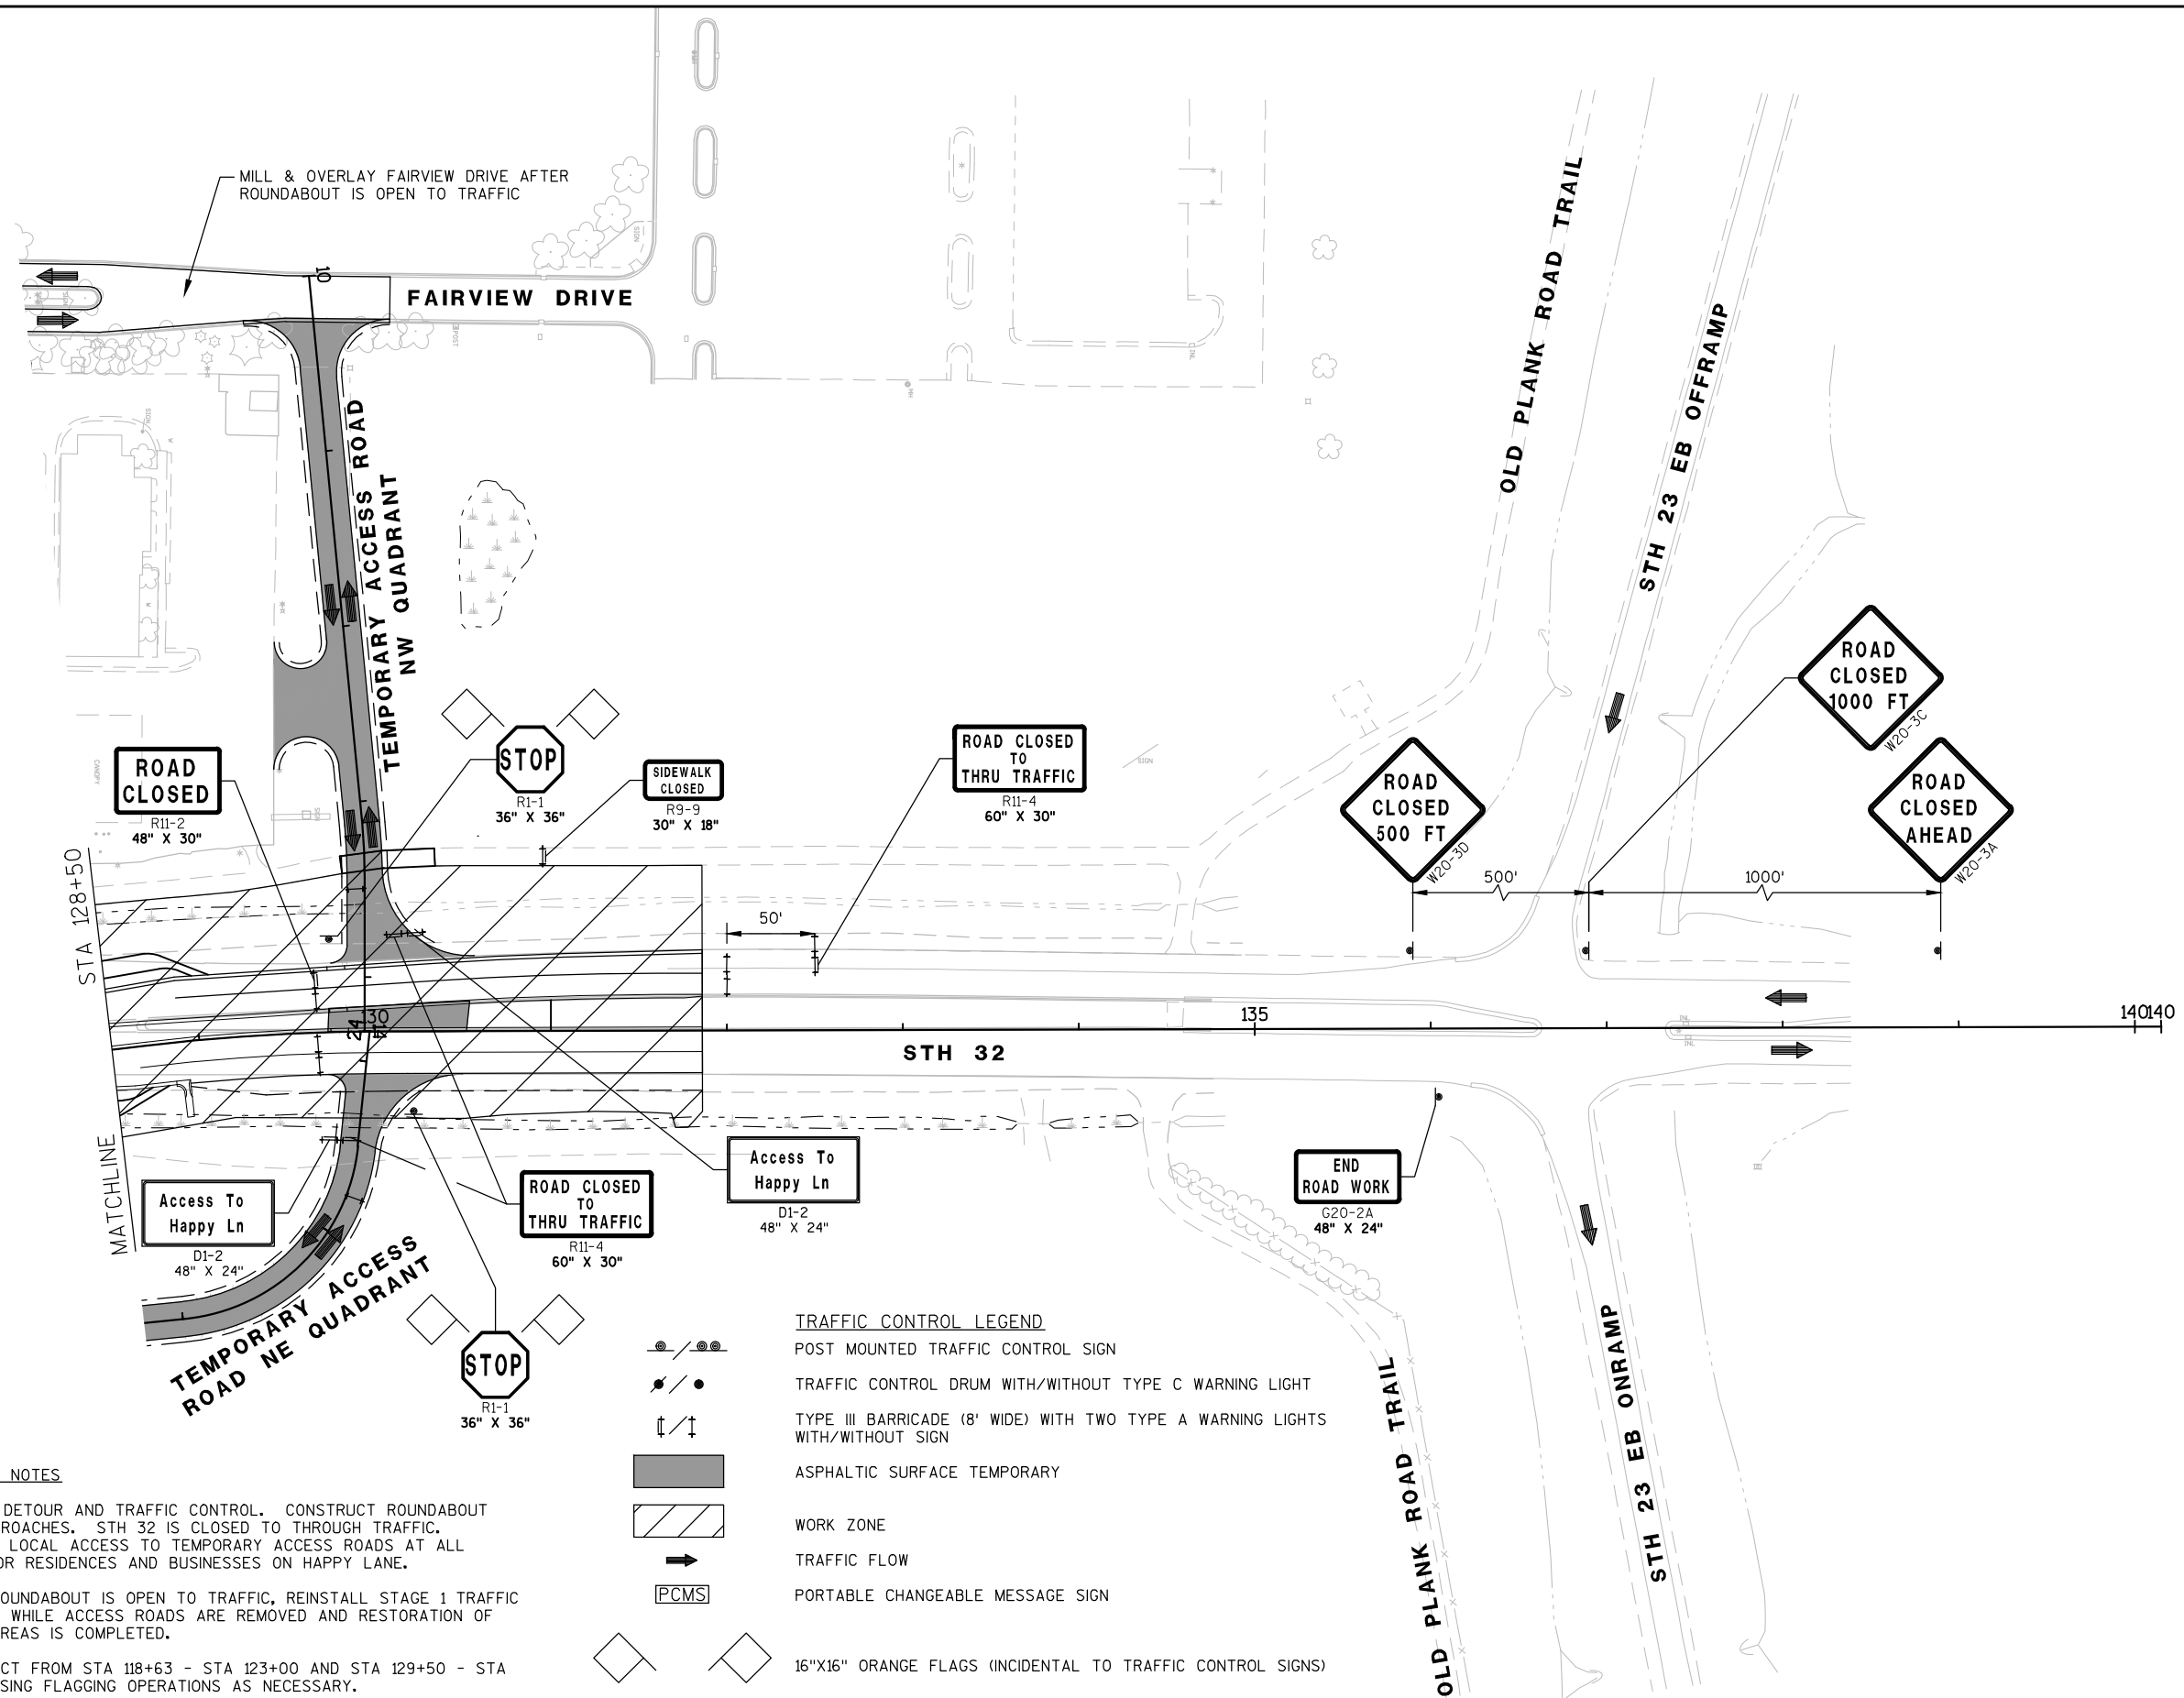 MILL & OVERLAY FAIRVIEW DRIVE AFTER
ROUNDABOUT IS OPEN TO TRAFFIC
10
FAIRVIEW DRIVE
SIGN
POST
MH
INL
OLD PLANK ROAD TRAIL
STH 23 EB OFFRAMP
TEMPORARY ACCESS ROAD
NW QUADRANT
SIGN
CANOPY
SIGN
ROAD
CLOSED
R11-2
48" X 30"
STOP
R1-1
36" X 36"
SIDEWALK
CLOSED
R9-9
30" X 18"
ROAD CLOSED
TO
THRU TRAFFIC
R11-4
60" X 30"
SIGN
ROAD
CLOSED
500 FT
W20-3D
ROAD
CLOSED
1000 FT
W20-3C
ROAD
CLOSED
AHEAD
W20-3A
500'
1000'
50'
MATCHLINE STA 128+50
24
130
14
135
140
140
STH 32
INL
INL
Access To
Happy Ln
D1-2
48" X 24"
ROAD CLOSED
TO
THRU TRAFFIC
R11-4
60" X 30"
Access To
Happy Ln
D1-2
48" X 24"
END
ROAD WORK
G20-2A
48" X 24"
TEMPORARY ACCESS
ROAD NE QUADRANT
STOP
R1-1
36" X 36"
OLD PLANK ROAD TRAIL
STH 23 EB ONRAMP
TRAFFIC CONTROL LEGEND
POST MOUNTED TRAFFIC CONTROL SIGN
TRAFFIC CONTROL DRUM WITH/WITHOUT TYPE C WARNING LIGHT
TYPE III BARRICADE (8' WIDE) WITH TWO TYPE A WARNING LIGHTS
WITH/WITHOUT SIGN
ASPHALTIC SURFACE TEMPORARY
WORK ZONE
TRAFFIC FLOW
PCMS
PORTABLE CHANGEABLE MESSAGE SIGN
16"X16" ORANGE FLAGS (INCIDENTAL TO TRAFFIC CONTROL SIGNS)
NOTES
DETOUR AND TRAFFIC CONTROL. CONSTRUCT ROUNDABOUT
ROACHES. STH 32 IS CLOSED TO THROUGH TRAFFIC.
LOCAL ACCESS TO TEMPORARY ACCESS ROADS AT ALL
OR RESIDENCES AND BUSINESSES ON HAPPY LANE.
OUNDABOUT IS OPEN TO TRAFFIC, REINSTALL STAGE 1 TRAFFIC
WHILE ACCESS ROADS ARE REMOVED AND RESTORATION OF
REAS IS COMPLETED.
CT FROM STA 118+63 - STA 123+00 AND STA 129+50 - STA
SING FLAGGING OPERATIONS AS NECESSARY.